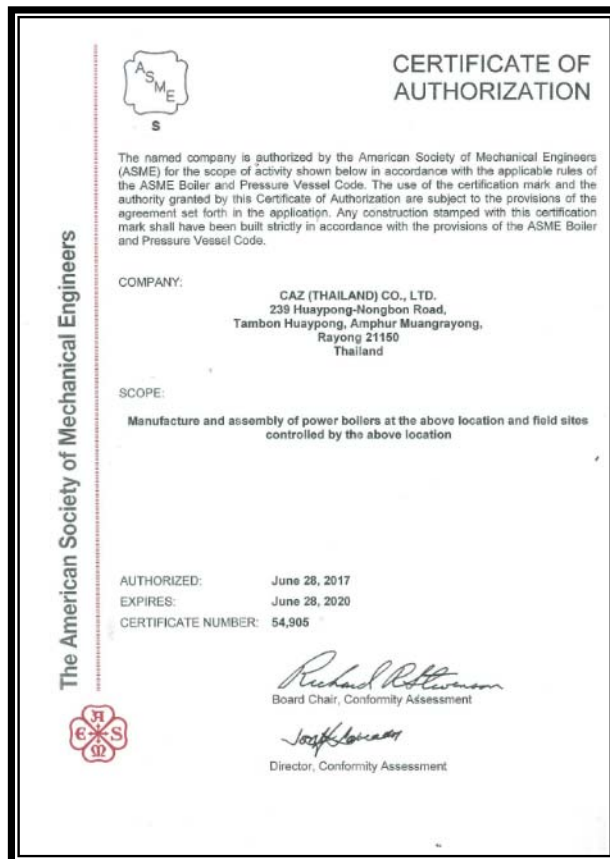 A
S
M
E
S
CERTIFICATE OF
AUTHORIZATION
The named company is authorized by the American Society of Mechanical Engineers
(ASME) for the scope of activity shown below in accordance with the applicable rules of
the ASME Boiler and Pressure Vessel Code. The use of the certification mark and the
authority granted by this Certificate of Authorization are subject to the provisions of the
agreement set forth in the application. Any construction stamped with this certification
mark shall have been built strictly in accordance with the provisions of the ASME Boiler
and Pressure Vessel Code.
COMPANY:
CAZ (THAILAND) CO., LTD.
239 Huaypong-Nongbon Road,
Tambon Huaypong, Amphur Muangrayong,
Rayong 21150
Thailand
SCOPE:
Manufacture and assembly of power boilers at the above location and field sites
controlled by the above location
AUTHORIZED: June 28, 2017
EXPIRES: June 28, 2020
CERTIFICATE NUMBER: 54,905
Richard R Stevenson
Board Chair, Conformity Assessment
Director, Conformity Assessment
The American Society of Mechanical Engineers
A
S
M
E